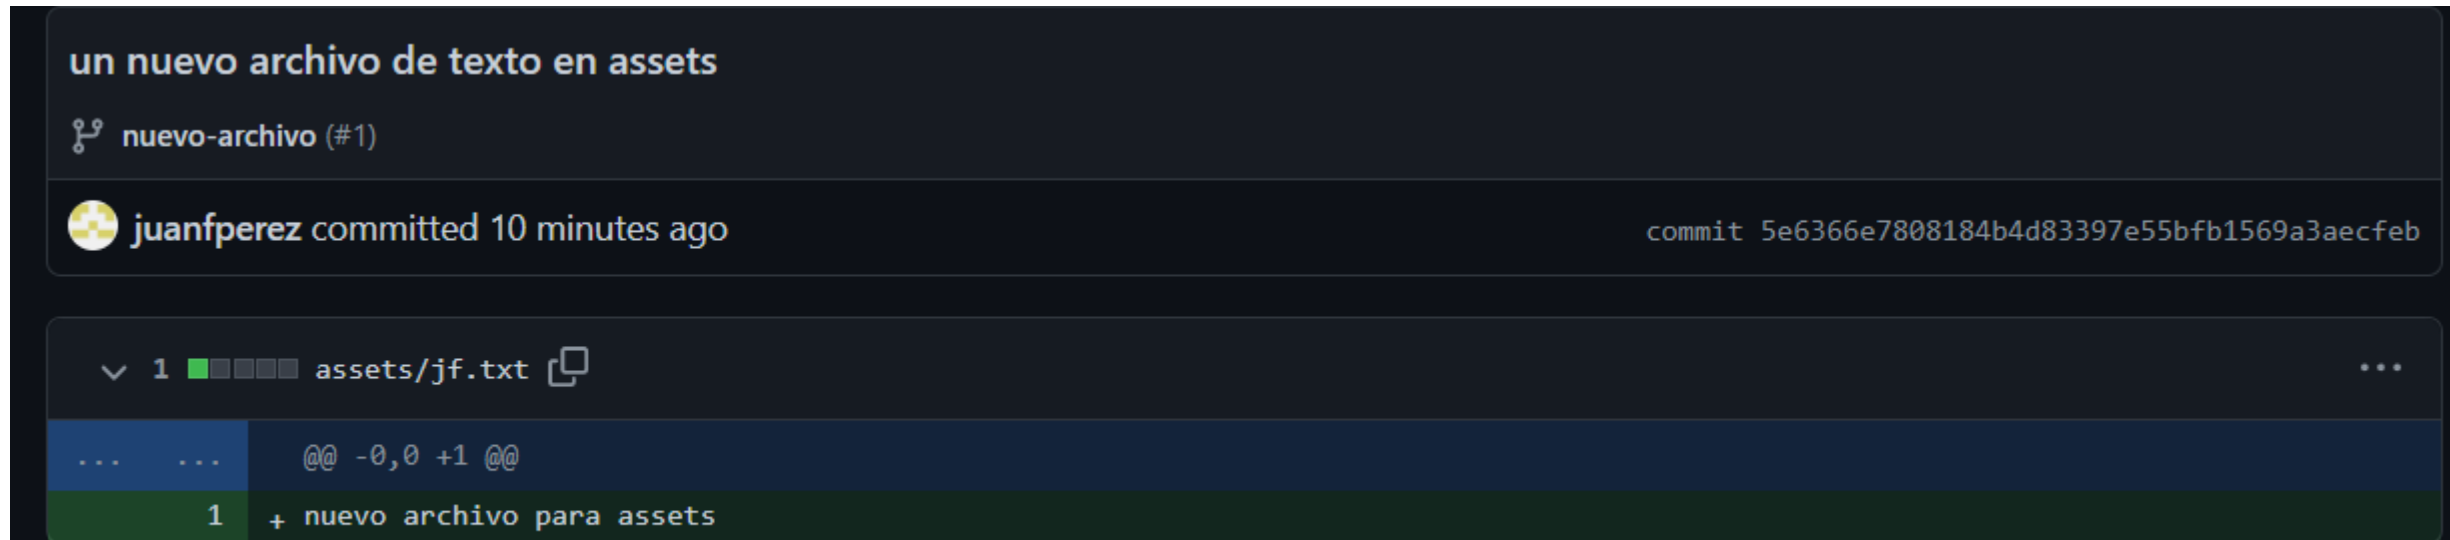 un nuevo archivo de texto en assets
nuevo-archivo (#1)
juanfperez committed 10 minutes ago
commit 5e6366e7808184b4d83397e55bfb1569a3aecfeb
1 assets/jf.txt
...
... ... @@ -0,0 +1 @@
1 + nuevo archivo para assets